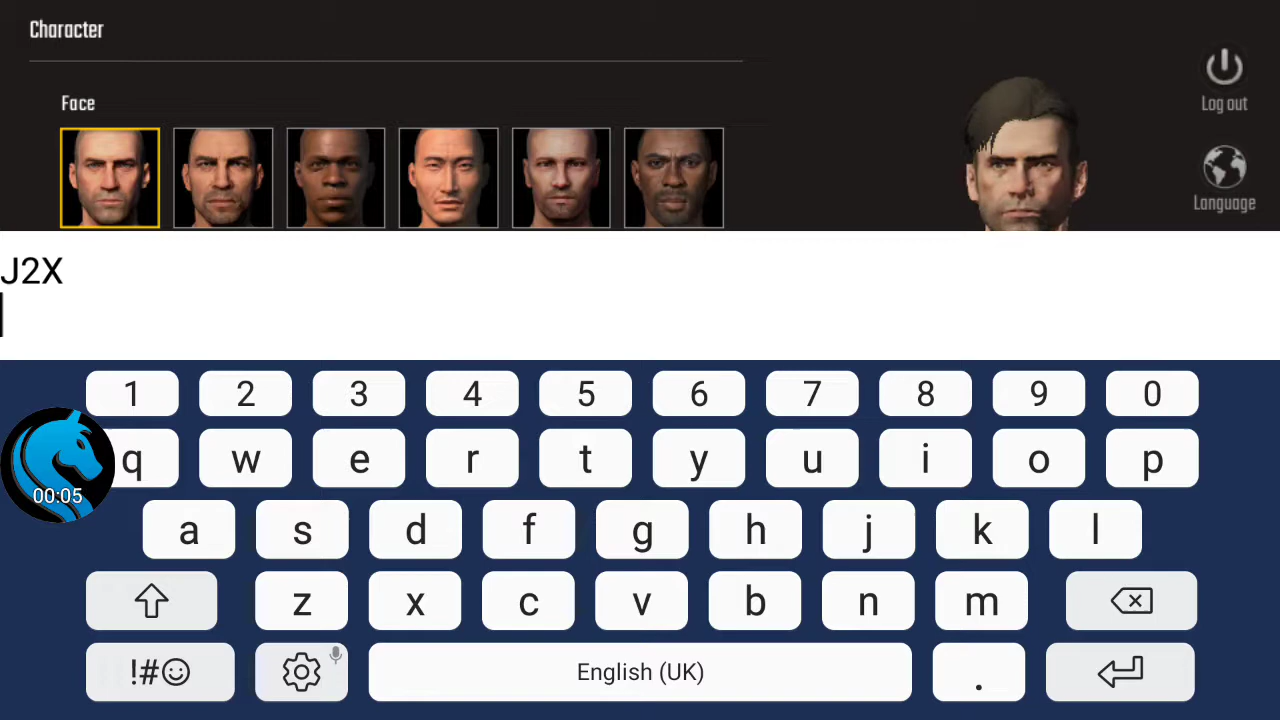 Character
Log out
Face
Language
J2X
1 2 3 4 5 6 7 8 9 0
q w e r t y u i o p
00:05
a s d f g h j k l
z x c v b n m
!#☺ English (UK) .